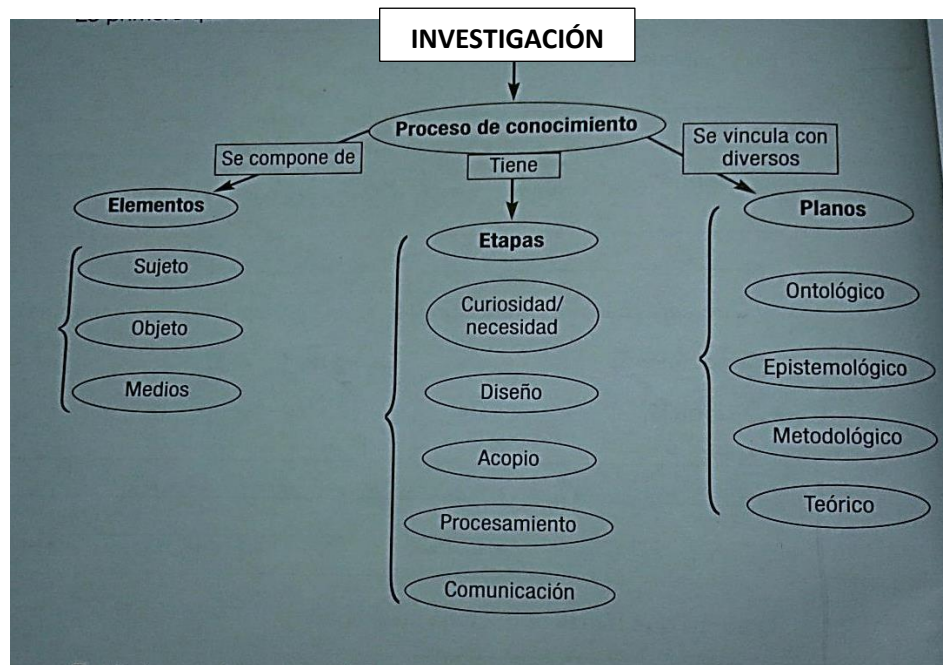 INVESTIGACIÓN
Proceso de conocimiento
Se compone de
Tiene
Se vincula con
diversos
Elementos
Sujeto
Objeto
Medios
Etapas
Curiosidad/
necesidad
Diseño
Acopio
Procesamiento
Comunicación
Planos
Ontológico
Epistemológico
Metodológico
Teórico